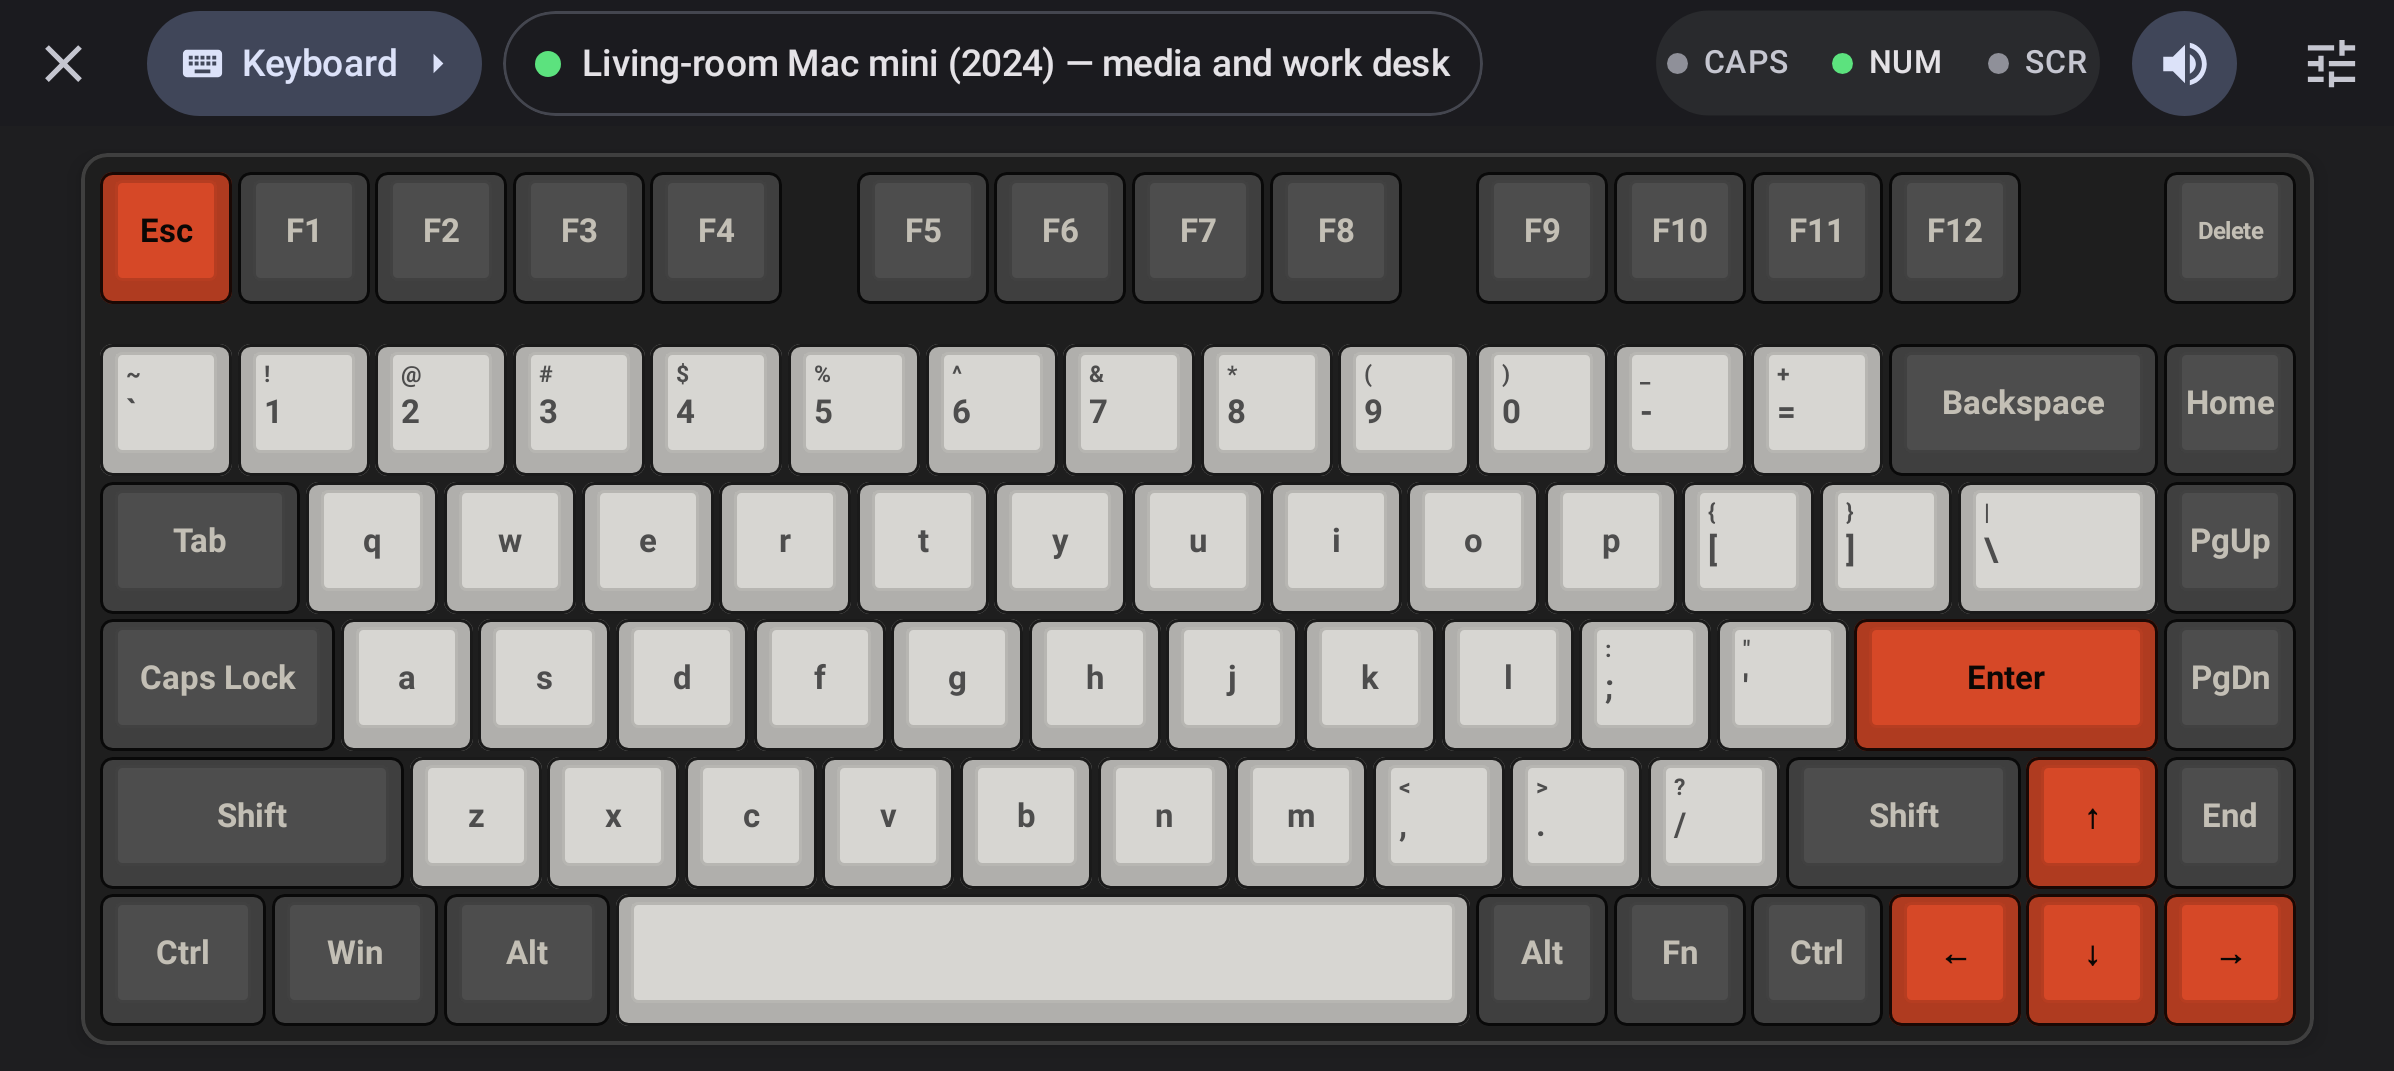 Keyboard
Living-room Mac mini (2024) — media and work desk
CAPS NUM SCR
Esc F1 F2 F3 F4 F5 F6 F7 F8 F9 F10 F11 F12 Delete
~ ! @ # $ % ^ & * ( ) _ +
` 1 2 3 4 5 6 7 8 9 0 - = Backspace Home
{ } |
Tab q w e r t y u i o p [ ] \ PgUp
: "
Caps Lock a s d f g h j k l ; ' Enter PgDn
< > ?
Shift z x c v b n m , . / Shift ↑ End
Ctrl Win Alt Alt Fn Ctrl ← ↓ →